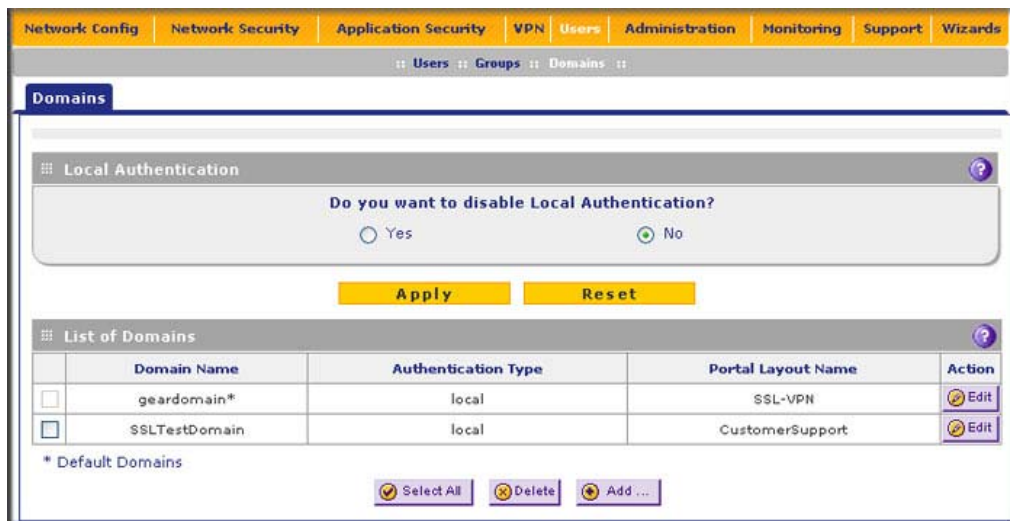 Network Config Network Security Application Security VPN Users Administration Monitoring Support Wizards
:: Users :: Groups :: Domains ::
Domains
Local Authentication ?
Do you want to disable Local Authentication?
Yes No
Apply Reset
List of Domains ?
Domain Name Authentication Type Portal Layout Name Action
geardomain* local SSL-VPN Edit
SSLTestDomain local CustomerSupport Edit
* Default Domains
Select All Delete Add ...